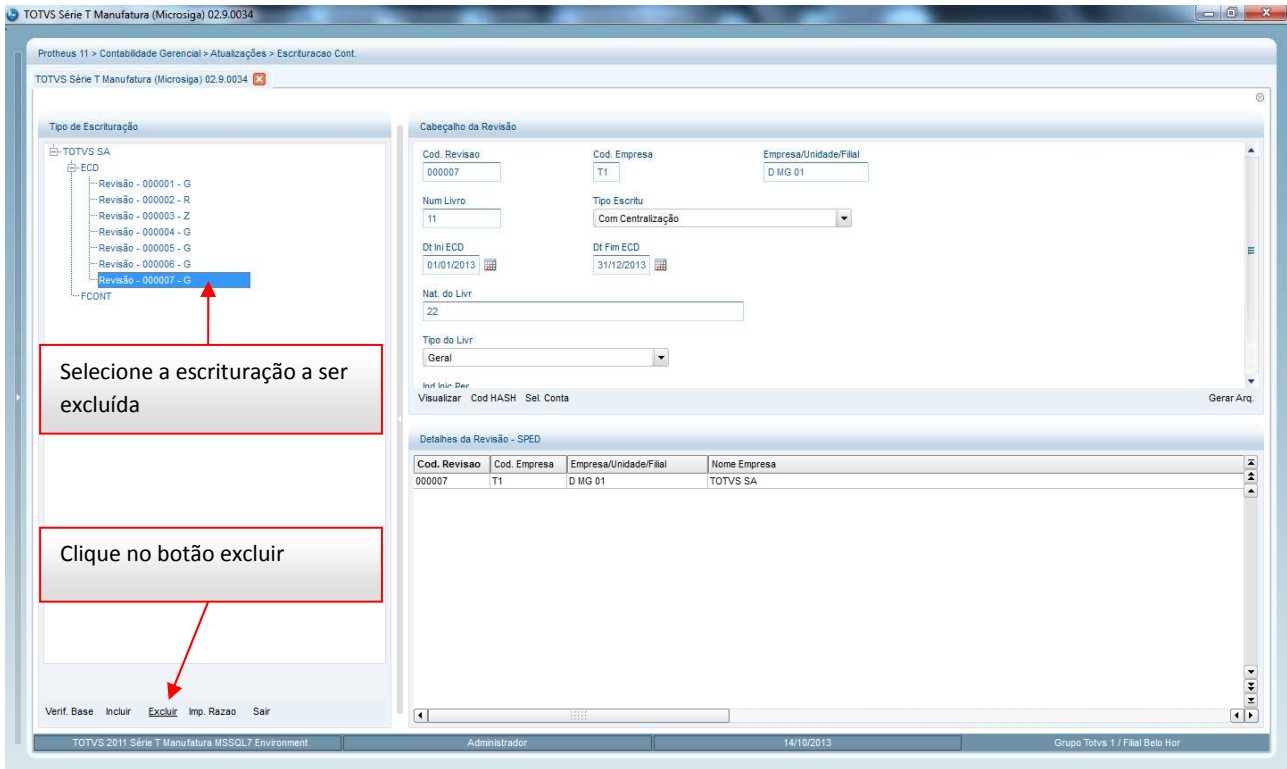 TOTVS Série T Manufatura (Microsiga) 02.9.0034
Protheus 11 > Contabilidade Gerencial > Atualizações > Escrituracao Cont.
TOTVS Série T Manufatura (Microsiga) 02.9.0034
Tipo de Escrituração
TOTVS SA
ECD
Revisão - 000001 - G
Revisão - 000002 - R
Revisão - 000003 - Z
Revisão - 000004 - G
Revisão - 000005 - G
Revisão - 000006 - G
Revisão - 000007 - G
FCONT
Selecione a escrituração a ser
excluída
Clique no botão excluir
Verif. Base Incluir Excluir Imp. Razao Sair
Cabeçalho da Revisão
Cod. Revisao Cod. Empresa Empresa/Unidade/Filial
000007 T1 D MG 01
Num Livro Tipo Escritu
11 Com Centralização
Dt Ini ECD Dt Fim ECD
01/01/2013 31/12/2013
Nat. do Livr
22
Tipo do Livr
Geral
Ind Inic Per
Visualizar Cod HASH Sel. Conta Gerar Arq.
Detalhes da Revisão - SPED
Cod. Revisao Cod. Empresa Empresa/Unidade/Filial Nome Empresa
000007 T1 D MG 01 TOTVS SA
TOTVS 2011 Série T Manufatura MSSQL7 Environment Administrador 14/10/2013 Grupo Totvs 1 / Filial Belo Hor